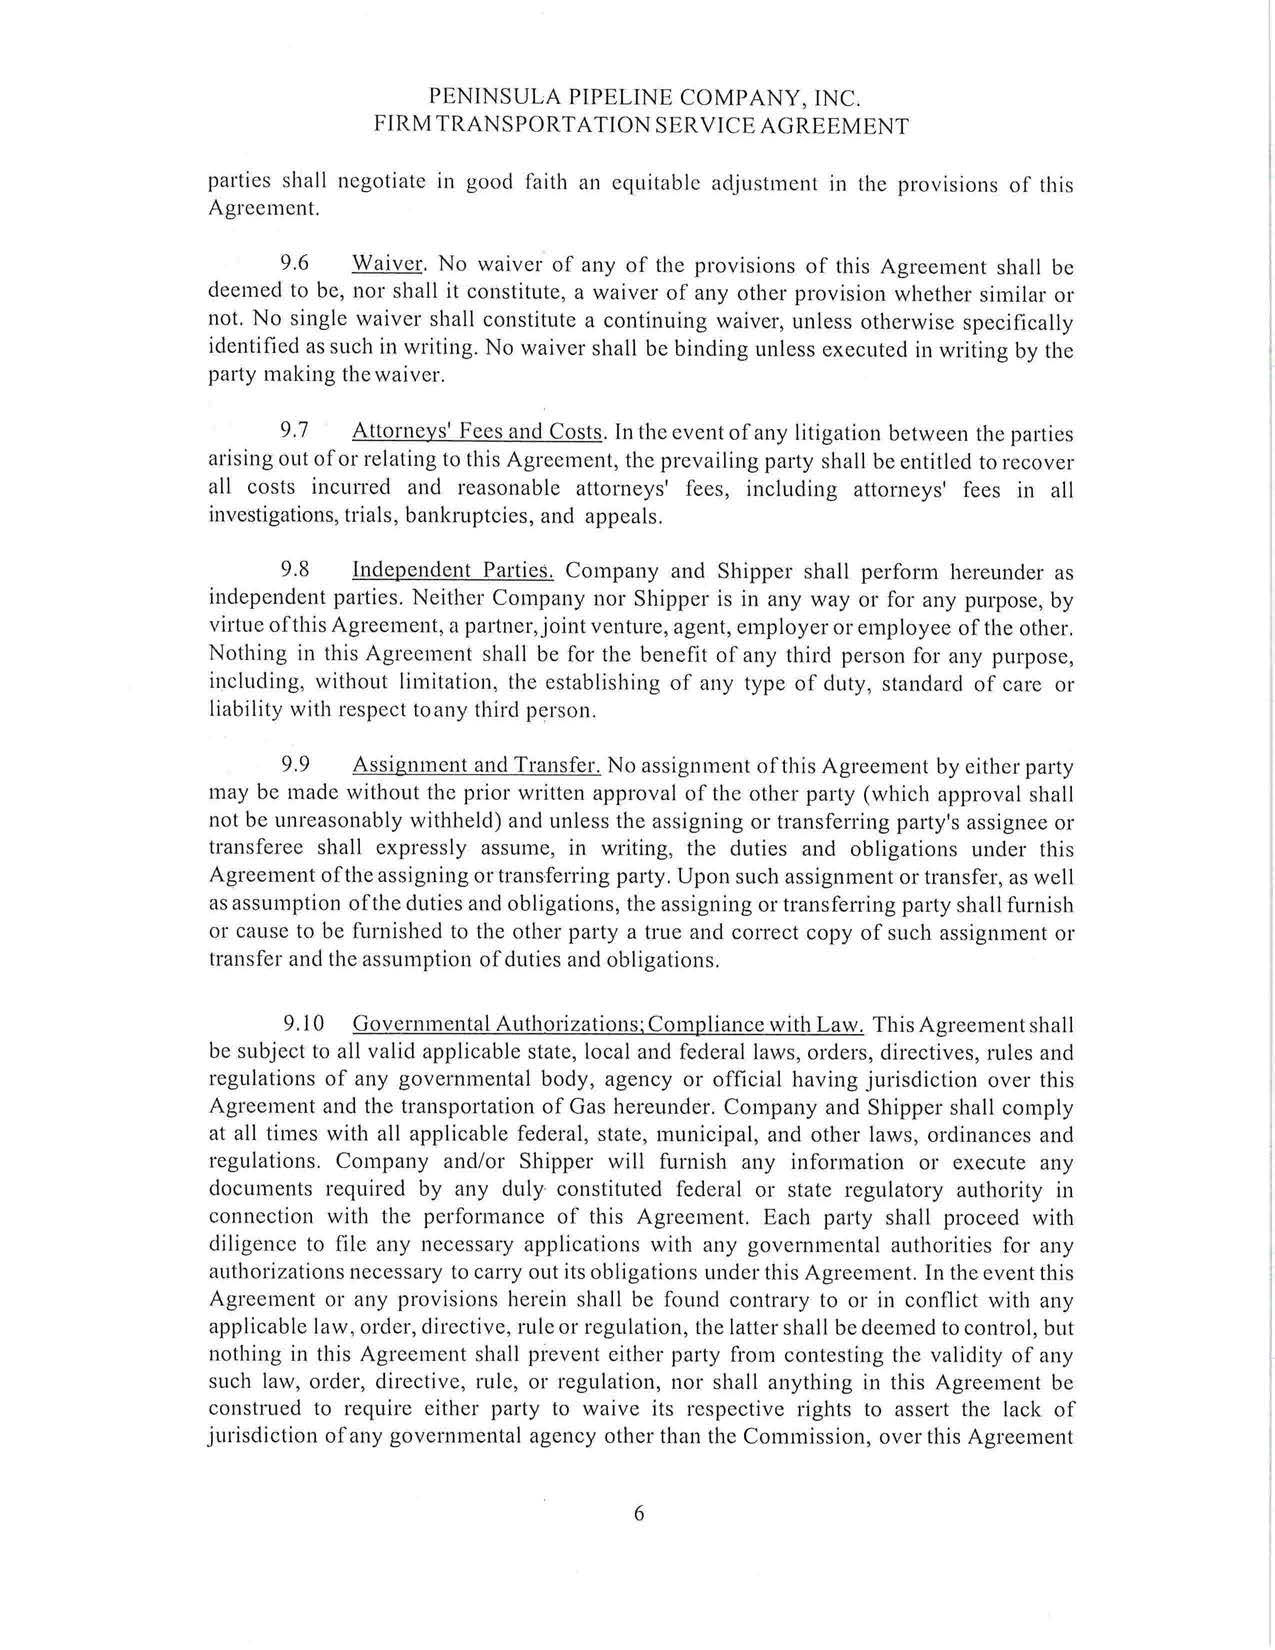 PENINSULA PIPELINE COMPANY, INC.
FIRM TRANSPORTATION SERVICE AGREEMENT
parties shall negotiate in good faith an equitable adjustment in the provisions of this
Agreement.
9.6 Waiver. No waiver of any of the provisions of this Agreement shall be
deemed to be, nor shall it constitute, a waiver of any other provision whether similar or
not. No single waiver shall constitute a continuing waiver, unless otherwise specifically
identified as such in writing. No waiver shall be binding unless executed in writing by the
party making the waiver.
9.7 Attorneys' Fees and Costs. In the event of any litigation between the parties
arising out of or relating to this Agreement, the prevailing party shall be entitled to recover
all costs incurred and reasonable attorneys' fees, including attorneys' fees in all
investigations, trials, bankruptcies, and appeals.
9.8 Independent Parties. Company and Shipper shall perform hereunder as
independent parties. Neither Company nor Shipper is in any way or for any purpose, by
virtue of this Agreement, a partner, joint venture, agent, employer or employee of the other.
Nothing in this Agreement shall be for the benefit of any third person for any purpose,
including, without limitation, the establishing of any type of duty, standard of care or
liability with respect to any third person.
9.9 Assignment and Transfer. No assignment of this Agreement by either party
may be made without the prior written approval of the other party (which approval shall
not be unreasonably withheld) and unless the assigning or transferring party's assignee or
transferee shall expressly assume, in writing, the duties and obligations under this
Agreement of the assigning or transferring party. Upon such assignment or transfer, as well
as assumption of the duties and obligations, the assigning or transferring party shall furnish
or cause to be furnished to the other party a true and correct copy of such assignment or
transfer and the assumption of duties and obligations.
9.10 Governmental Authorizations; Compliance with Law. This Agreement shall
be subject to all valid applicable state, local and federal laws, orders, directives, rules and
regulations of any governmental body, agency or official having jurisdiction over this
Agreement and the transportation of Gas hereunder. Company and Shipper shall comply
at all times with all applicable federal, state, municipal, and other laws, ordinances and
regulations. Company and/or Shipper will furnish any information or execute any
documents required by any duly constituted federal or state regulatory authority in
connection with the performance of this Agreement. Each party shall proceed with
diligence to file any necessary applications with any governmental authorities for any
authorizations necessary to carry out its obligations under this Agreement. In the event this
Agreement or any provisions herein shall be found contrary to or in conflict with any
applicable law, order, directive, rule or regulation, the latter shall be deemed to control, but
nothing in this Agreement shall prevent either party from contesting the validity of any
such law, order, directive, rule, or regulation, nor shall anything in this Agreement be
construed to require either party to waive its respective rights to assert the lack of
jurisdiction of any governmental agency other than the Commission, over this Agreement
6